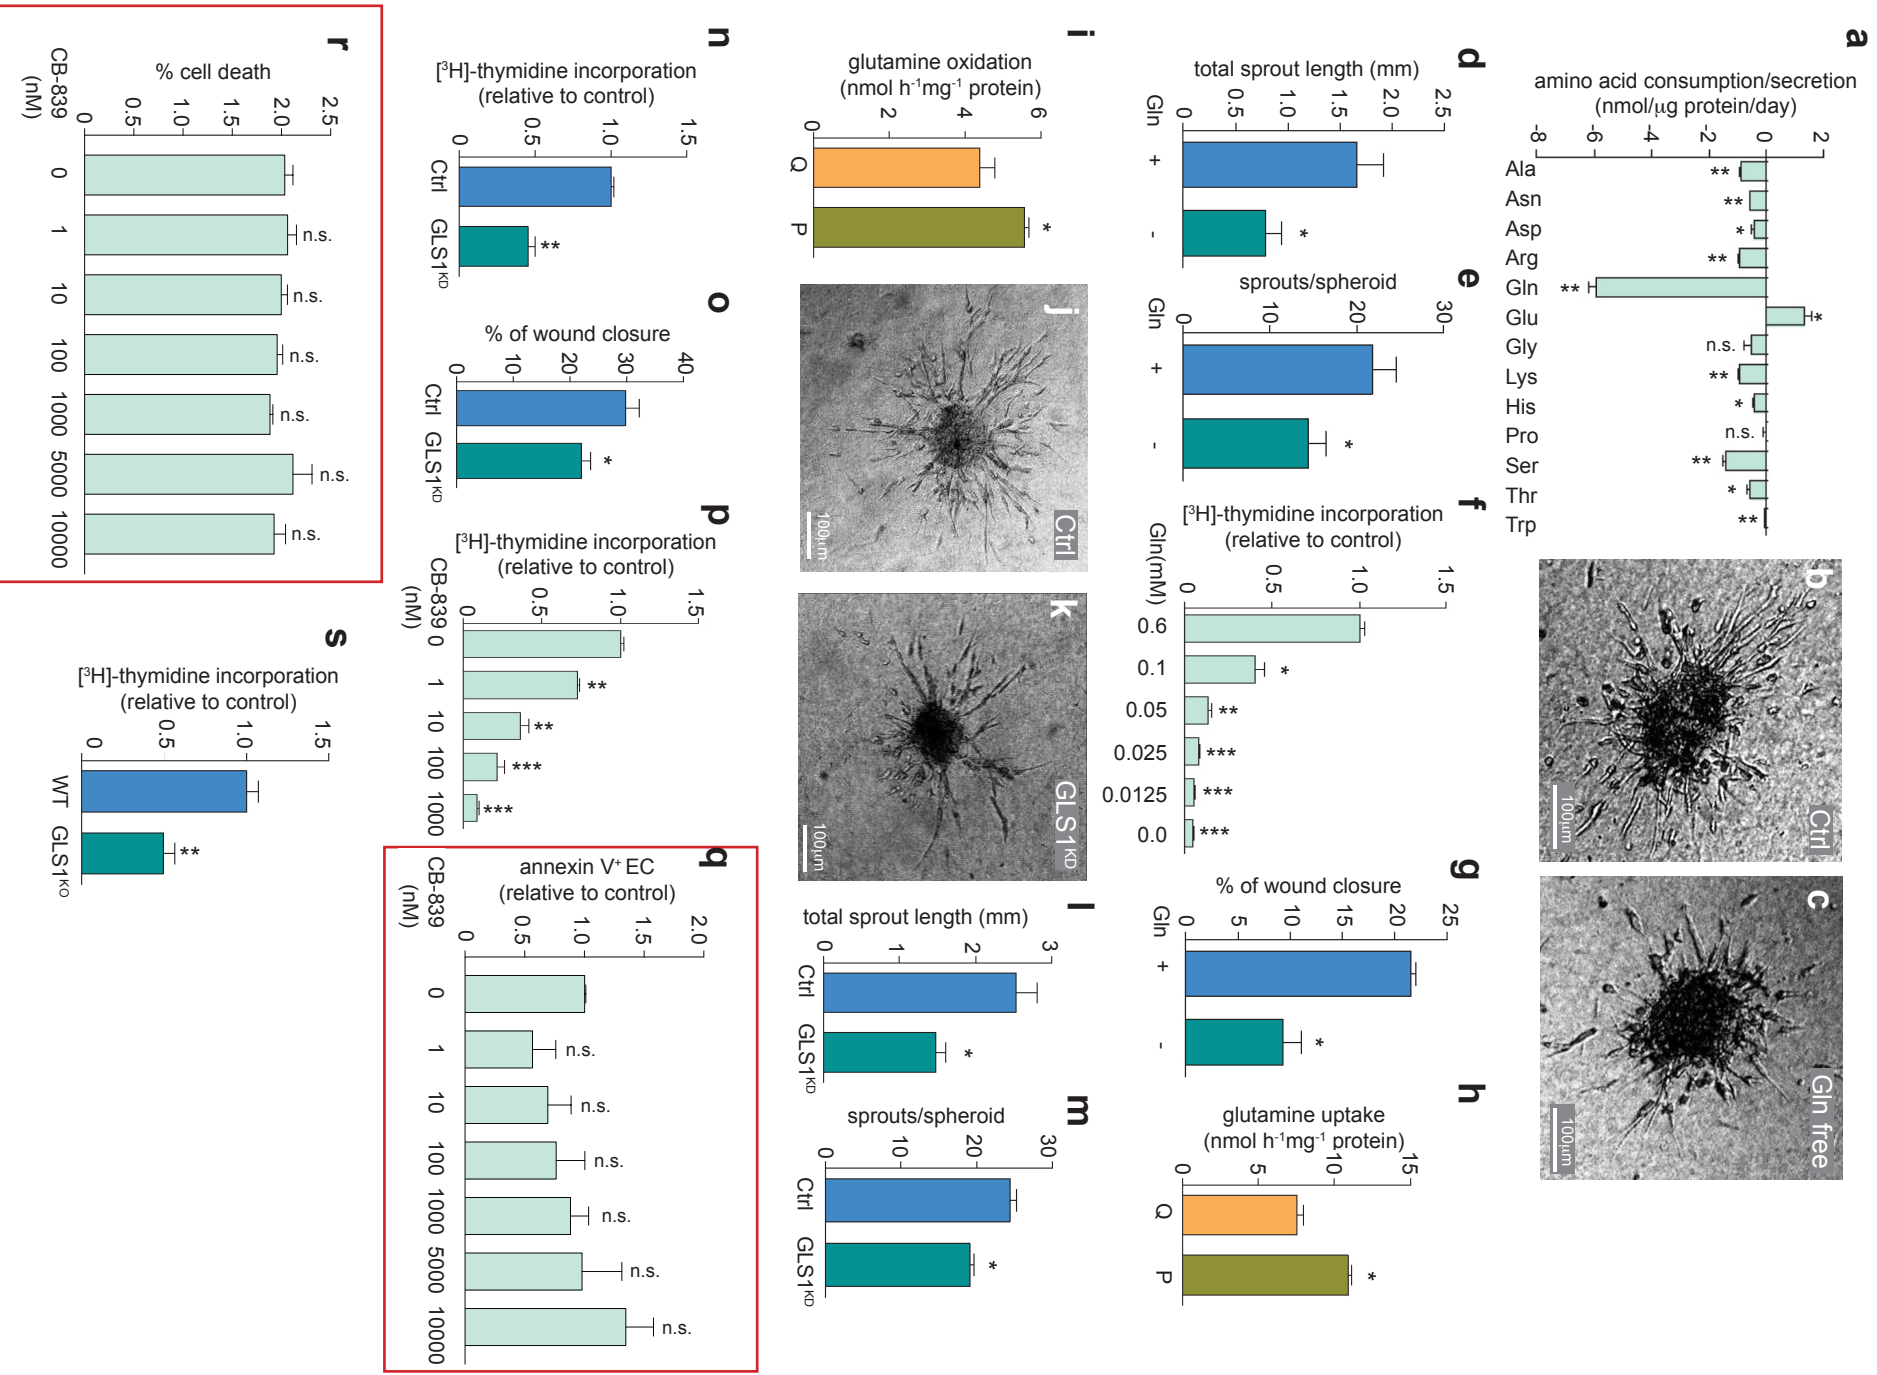 a
amino acid consumption/secretion
(nmol/µg protein/day)
-8 -6 -4 -2 0 2
Ala **
Asn **
Asp *
Arg **
Gln **
Glu *
Gly n.s.
Lys **
His *
Pro n.s.
Ser **
Thr *
Trp **
b
Ctrl
100µm
c
Gln free
100µm
d
total sprout length (mm)
0 0.5 1.0 1.5 2.0 2.5
Gln + -
*
e
sprouts/spheroid
0 10 20 30
Gln + -
*
f
[³H]-thymidine incorporation
(relative to control)
0 0.5 1.0 1.5
Gln(mM)
0.6
0.1 *
0.05 **
0.025 ***
0.0125 ***
0.0 ***
g
% of wound closure
0 5 10 15 20 25
Gln + -
*
h
glutamine uptake
(nmol h⁻¹mg⁻¹ protein)
0 5 10 15
Q P
*
i
glutamine oxidation
(nmol h⁻¹mg⁻¹ protein)
0 2 4 6
Q P
*
j
Ctrl
100µm
k
GLS1ᴷᴰ
100µm
l
total sprout length (mm)
0 1 2 3
Ctrl GLS1ᴷᴰ
*
m
sprouts/spheroid
0 10 20 30
Ctrl GLS1ᴷᴰ
*
n
[³H]-thymidine incorporation
(relative to control)
0 0.5 1.0 1.5
Ctrl GLS1ᴷᴰ
**
o
% of wound closure
0 10 20 30 40
Ctrl GLS1ᴷᴰ
*
p
[³H]-thymidine incorporation
(relative to control)
0 0.5 1.0 1.5
CB-839
(nM)
0 1 10 100 1000
** ** *** ***
q
annexin V⁺ EC
(relative to control)
0 0.5 1.0 1.5 2.0
CB-839
(nM)
0 1 10 100 1000 5000 10000
n.s. n.s. n.s. n.s. n.s. n.s.
r
% cell death
0 0.5 1.0 1.5 2.0 2.5
CB-839
(nM)
0 1 10 100 1000 5000 10000
n.s. n.s. n.s. n.s. n.s. n.s.
s
[³H]-thymidine incorporation
(relative to control)
0 0.5 1.0 1.5
WT GLS1ᴷᴼ
**